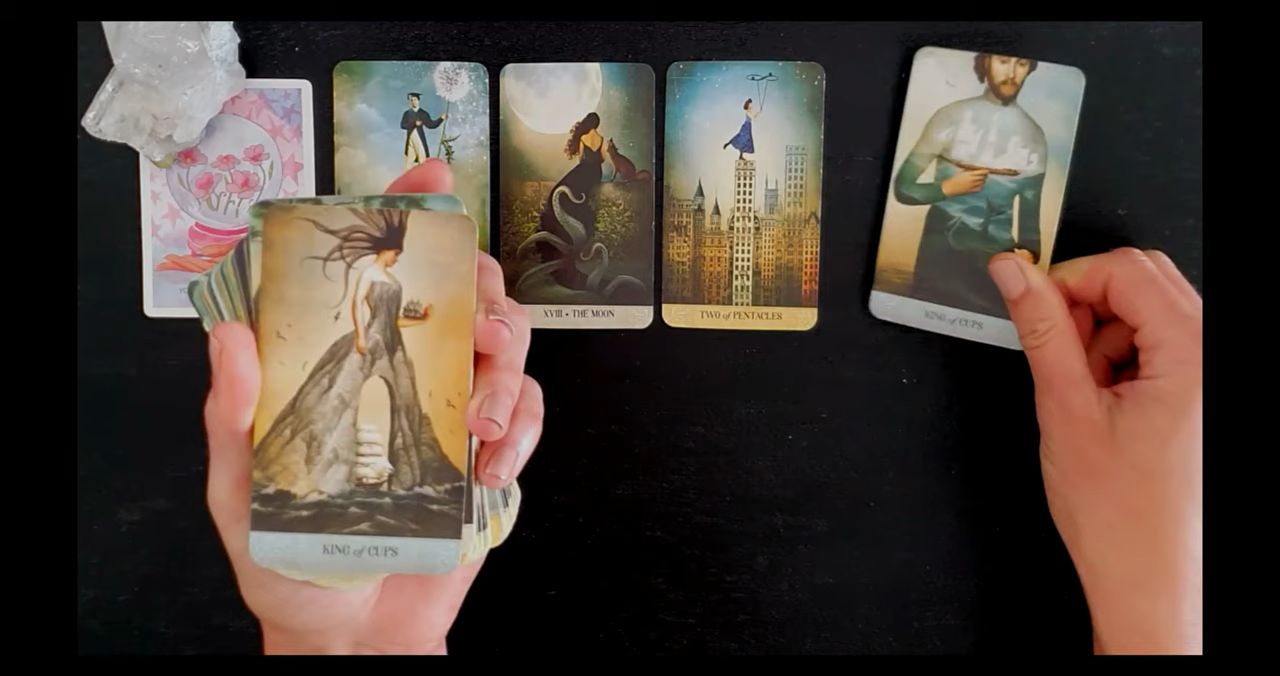 XVIII • THE MOON
TWO of PENTACLES
KING of CUPS
KING of CUPS